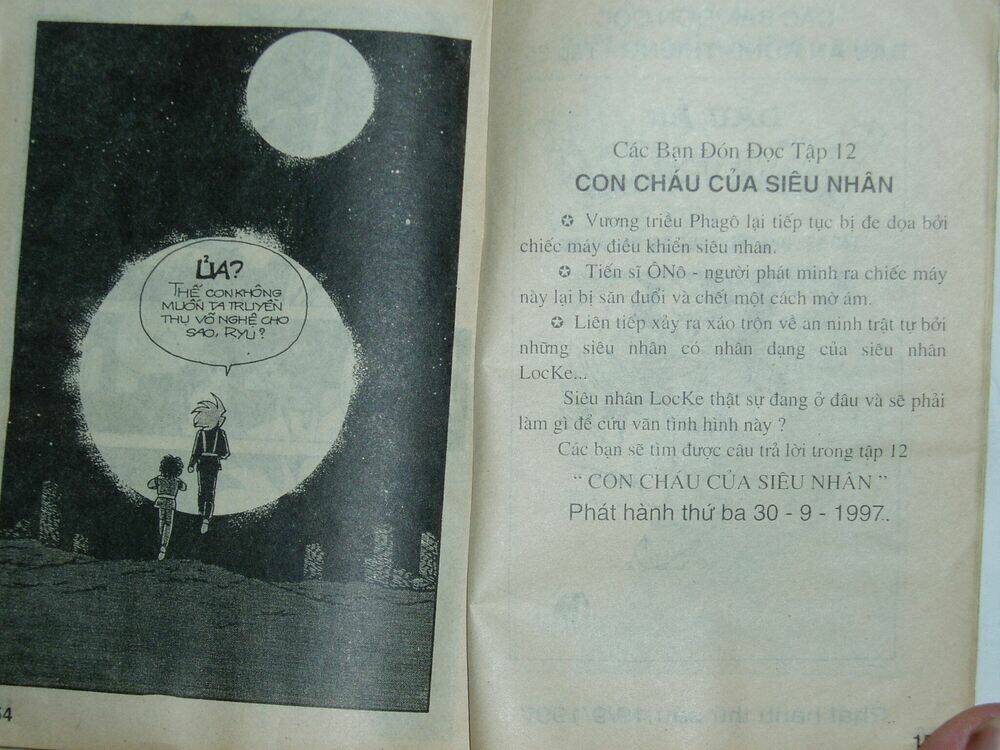 ỦA?
THẾ CON KHÔNG
MUỐN TA TRUYỀN
THỤ VÕ NGHỆ CHO
SAO, RYU?
54
Các Bạn Đón Đọc Tập 12
CON CHÁU CỦA SIÊU NHÂN
✪ Vương triều Phagô lại tiếp tục bị đe dọa bởi
chiếc máy điều khiển siêu nhân.
✪ Tiến sĩ ÔNô - người phát minh ra chiếc máy
này lại bị săn đuổi và chết một cách mờ ám.
✪ Liên tiếp xảy ra xáo trộn về an ninh trật tự bởi
những siêu nhân có nhân dạng của siêu nhân
LocKe...
Siêu nhân LocKe thật sự đang ở đâu và sẽ phải
làm gì để cứu vãn tình hình này ?
Các bạn sẽ tìm được câu trả lời trong tập 12
“ CON CHÁU CỦA SIÊU NHÂN ”
Phát hành thứ ba 30 - 9 - 1997.